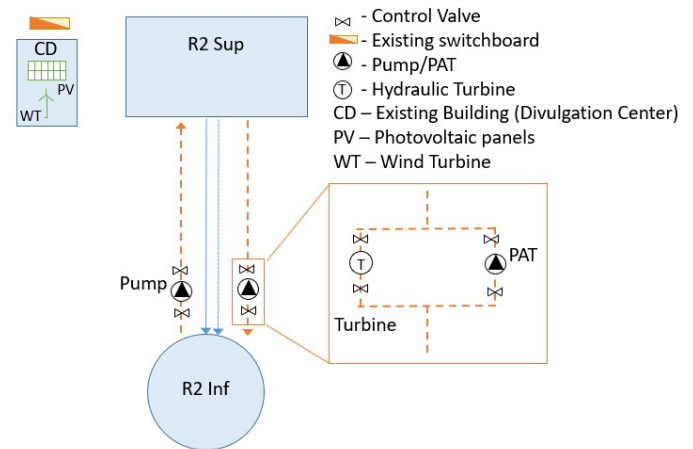 R2 Sup
CD
PV
WT
- Control Valve
- Existing switchboard
- Pump/PAT
T - Hydraulic Turbine
CD – Existing Building (Divulgation Center)
PV – Photovoltaic panels
WT – Wind Turbine
Pump
T
PAT
Turbine
R2 Inf